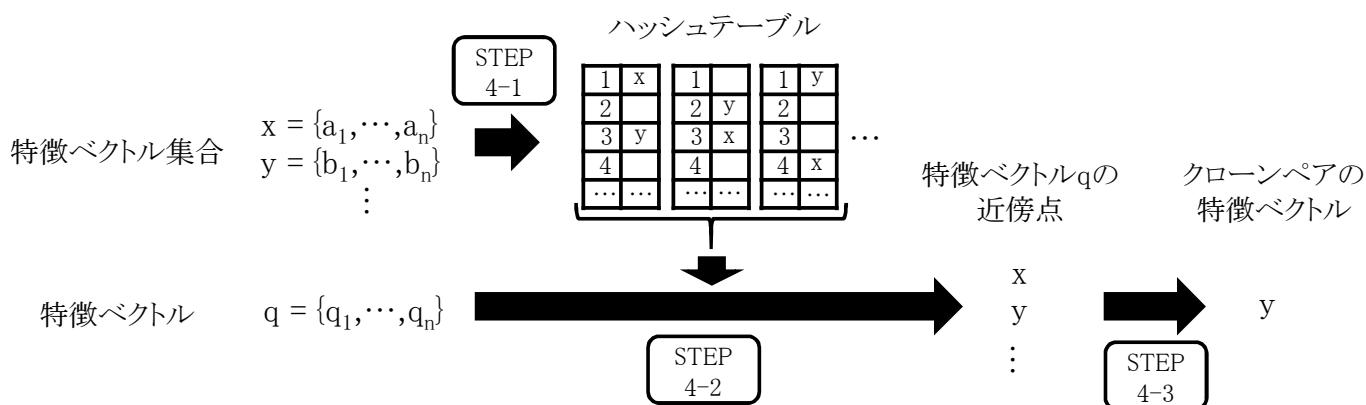 ハッシュテーブル
STEP
4-1
特徴ベクトル集合
x = {a₁,⋯,aₙ}
y = {b₁,⋯,bₙ}
⋮
1 x
2
3 y
4
… …
1
2 y
3 x
4
… …
1 y
2
3
4 x
… …
…
特徴ベクトルqの
近傍点
クローンペアの
特徴ベクトル
特徴ベクトル
q = {q₁,⋯,qₙ}
STEP
4-2
x
y
⋮
STEP
4-3
y